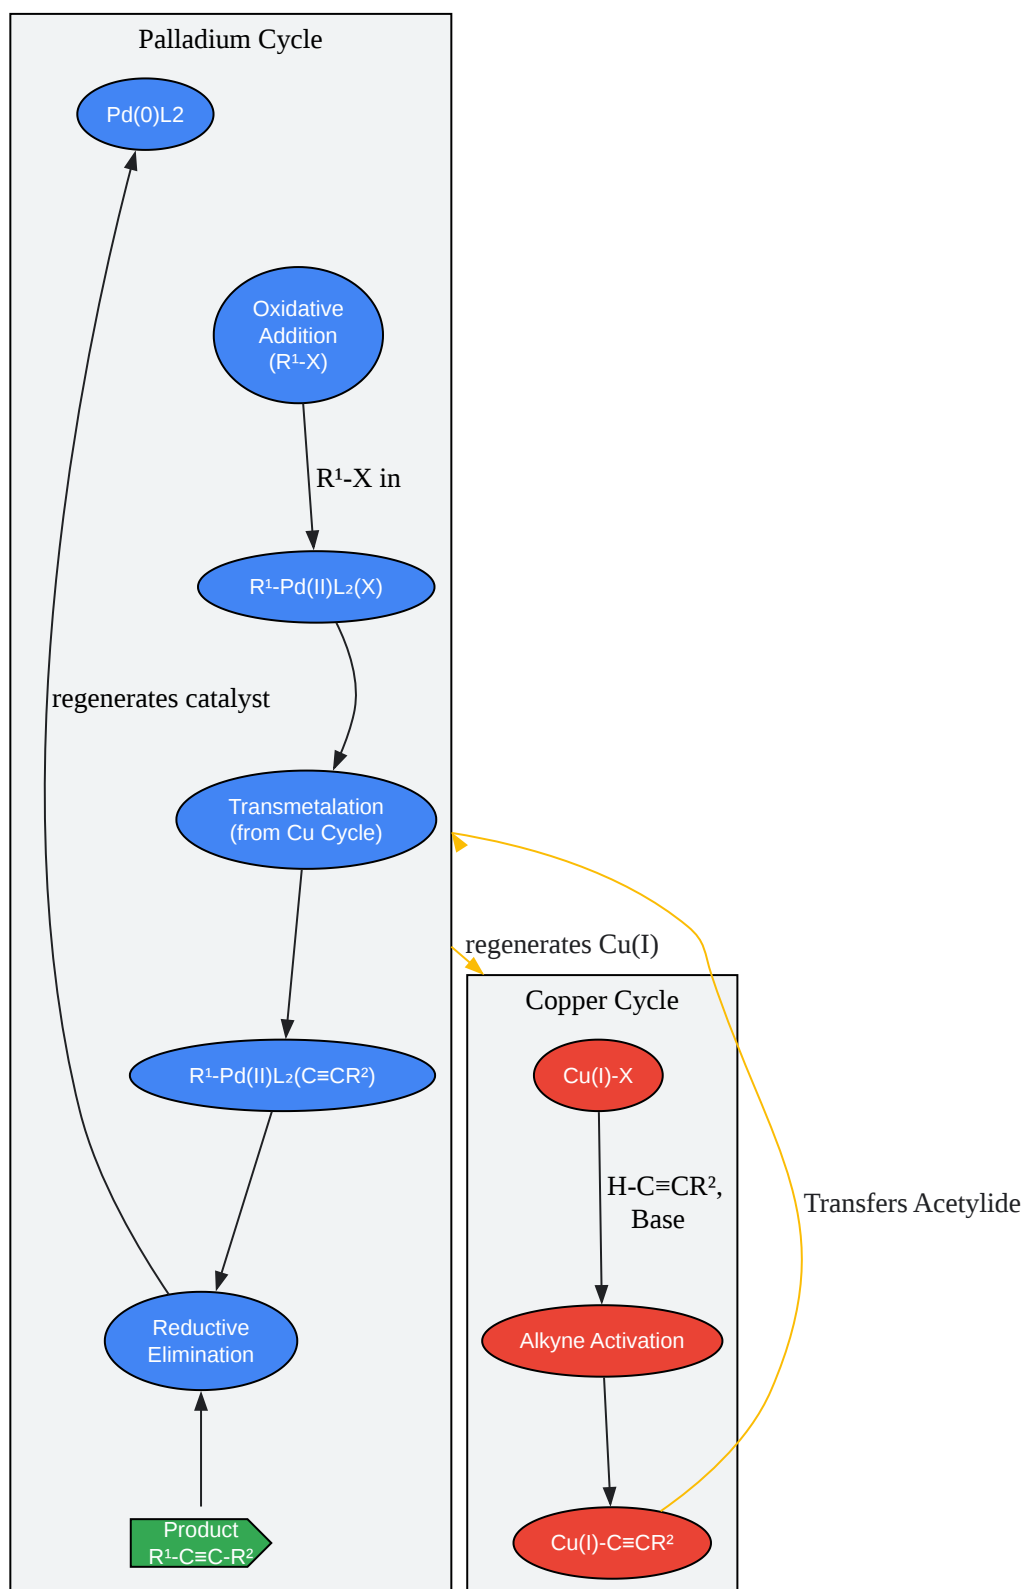 Palladium Cycle
Pd(0)L2
Oxidative
Addition
(R¹-X)
R¹-X in
R¹-Pd(II)L₂(X)
regenerates catalyst
Transmetalation
(from Cu Cycle)
regenerates Cu(I)
Copper Cycle
R¹-Pd(II)L₂(C≡CR²)
Cu(I)-X
H-C≡CR²,
Base
Transfers Acetylide
Reductive
Elimination
Alkyne Activation
Product
R¹-C≡C-R²
Cu(I)-C≡CR²